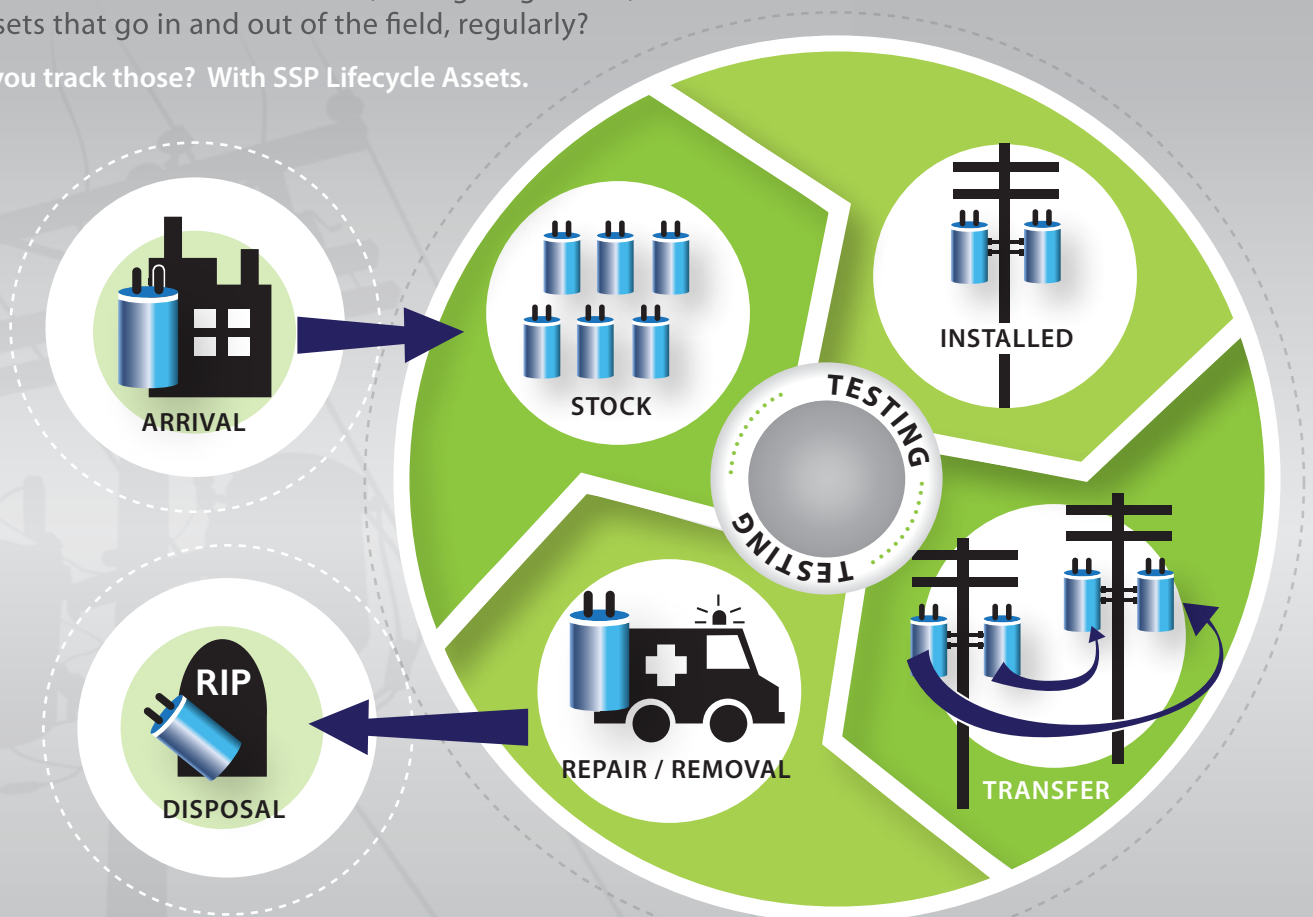 sets that go in and out of the field, regularly?
you track those? With SSP Lifecycle Assets.
INSTALLED
STOCK
ARRIVAL
TESTING
TESTING
RIP
REPAIR / REMOVAL
TRANSFER
DISPOSAL